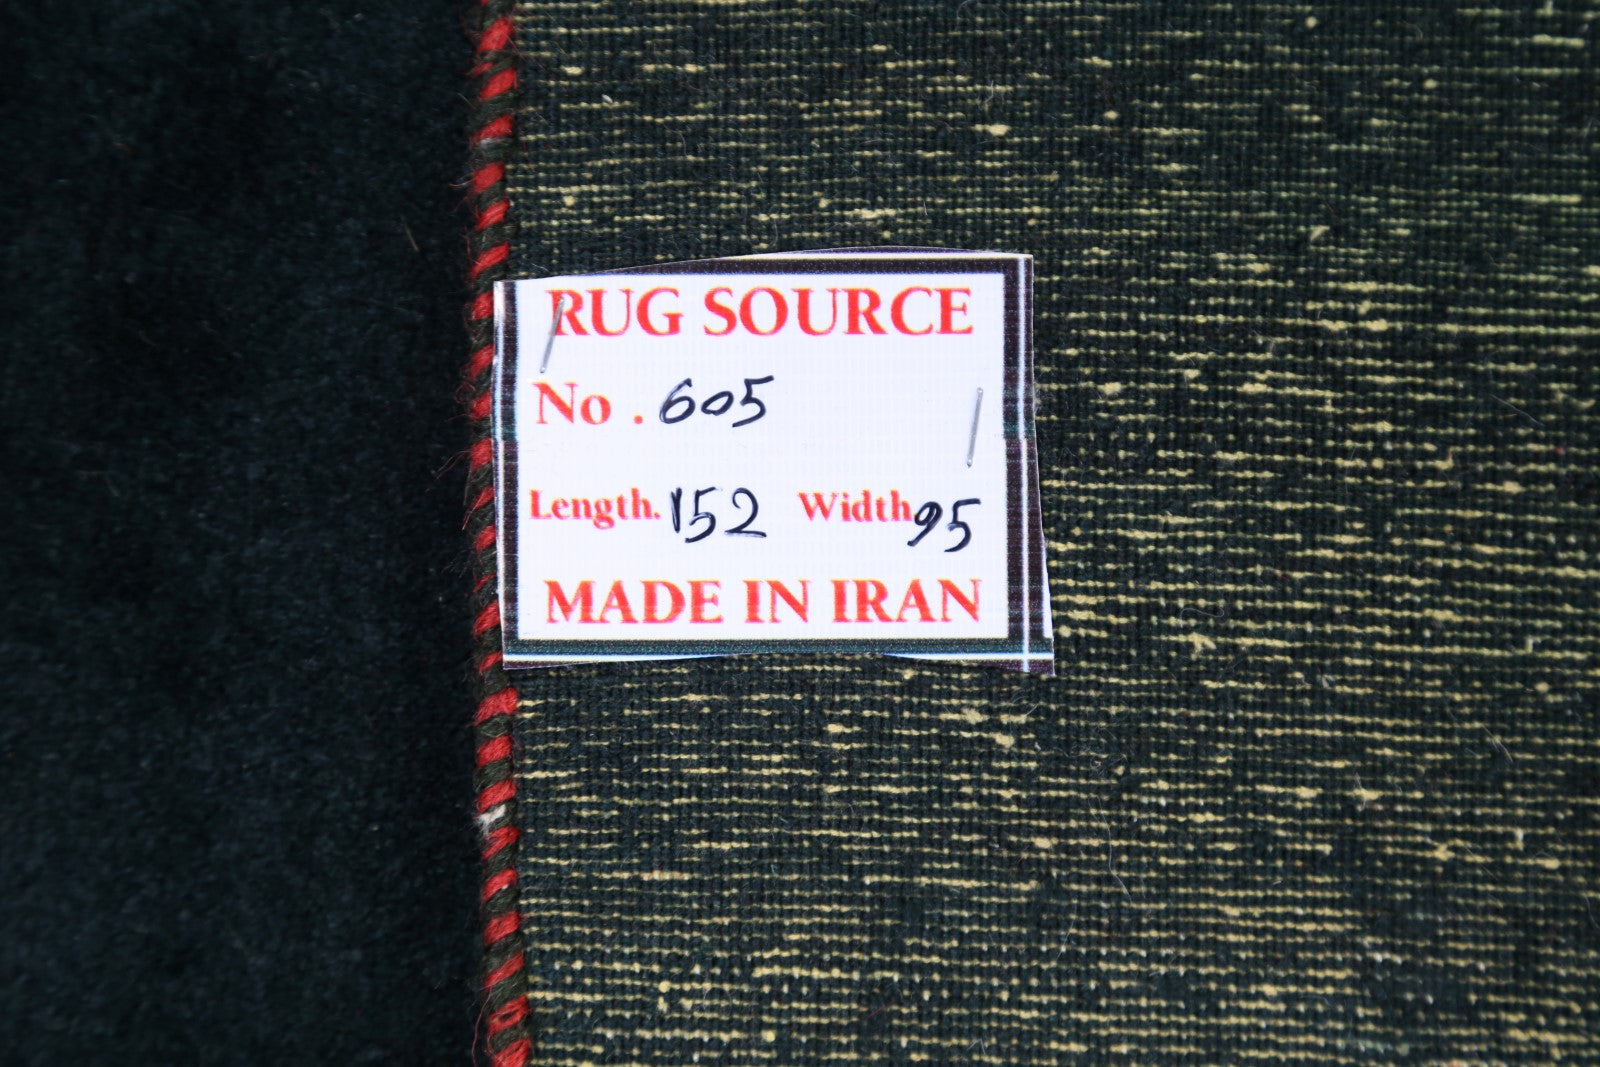 RUG SOURCE
No . 605
Length. 152 Width. 95
MADE IN IRAN